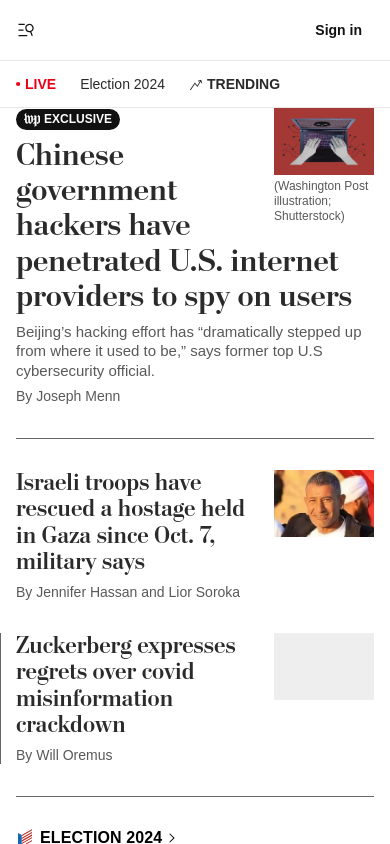 Sign in
LIVE
Election 2024
TRENDING
wp EXCLUSIVE
Chinese
government
hackers have
penetrated U.S. internet
providers to spy on users
(Washington Post
illustration;
Shutterstock)
Beijing’s hacking effort has “dramatically stepped up
from where it used to be,” says former top U.S
cybersecurity official.
By Joseph Menn
Israeli troops have
rescued a hostage held
in Gaza since Oct. 7,
military says
By Jennifer Hassan and Lior Soroka
Zuckerberg expresses
regrets over covid
misinformation
crackdown
By Will Oremus
ELECTION 2024